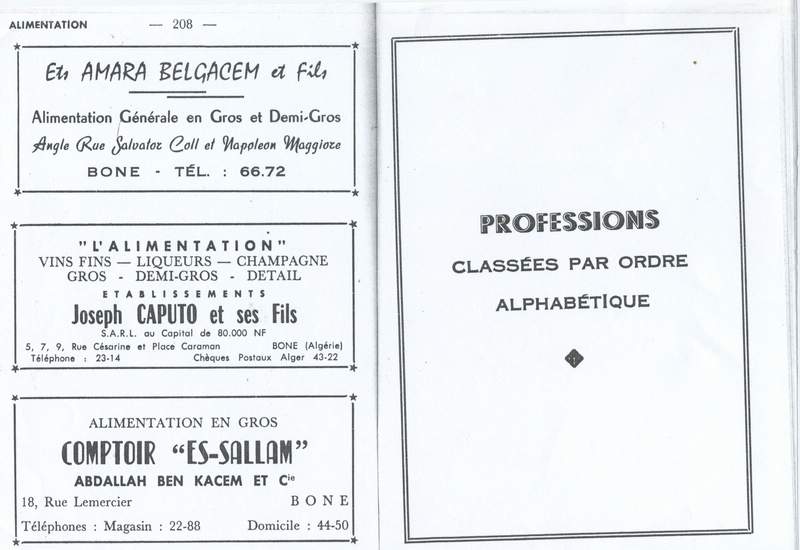 ALIMENTATION — 208 —
Ets AMARA BELGACEM et Fils
Alimentation Générale en Gros et Demi-Gros
Angle Rue Salvator Coll et Napoleon Maggiore
BONE - TÉL. : 66.72
"L'ALIMENTATION"
VINS FINS — LIQUEURS — CHAMPAGNE
GROS - DEMI-GROS - DETAIL
ETABLISSEMENTS
Joseph CAPUTO et ses Fils
S.A.R.L. au Capital de 80.000 NF
5, 7, 9, Rue Césarine et Place Caraman BONE (Algérie)
Téléphone : 23-14 Chèques Postaux Alger 43-22
ALIMENTATION EN GROS
COMPTOIR "ES-SALLAM"
ABDALLAH BEN KACEM ET Cie
18, Rue Lemercier BONE
Téléphones : Magasin : 22-88 Domicile : 44-50
PROFESSIONS
CLASSÉES PAR ORDRE
ALPHABÉTIQUE